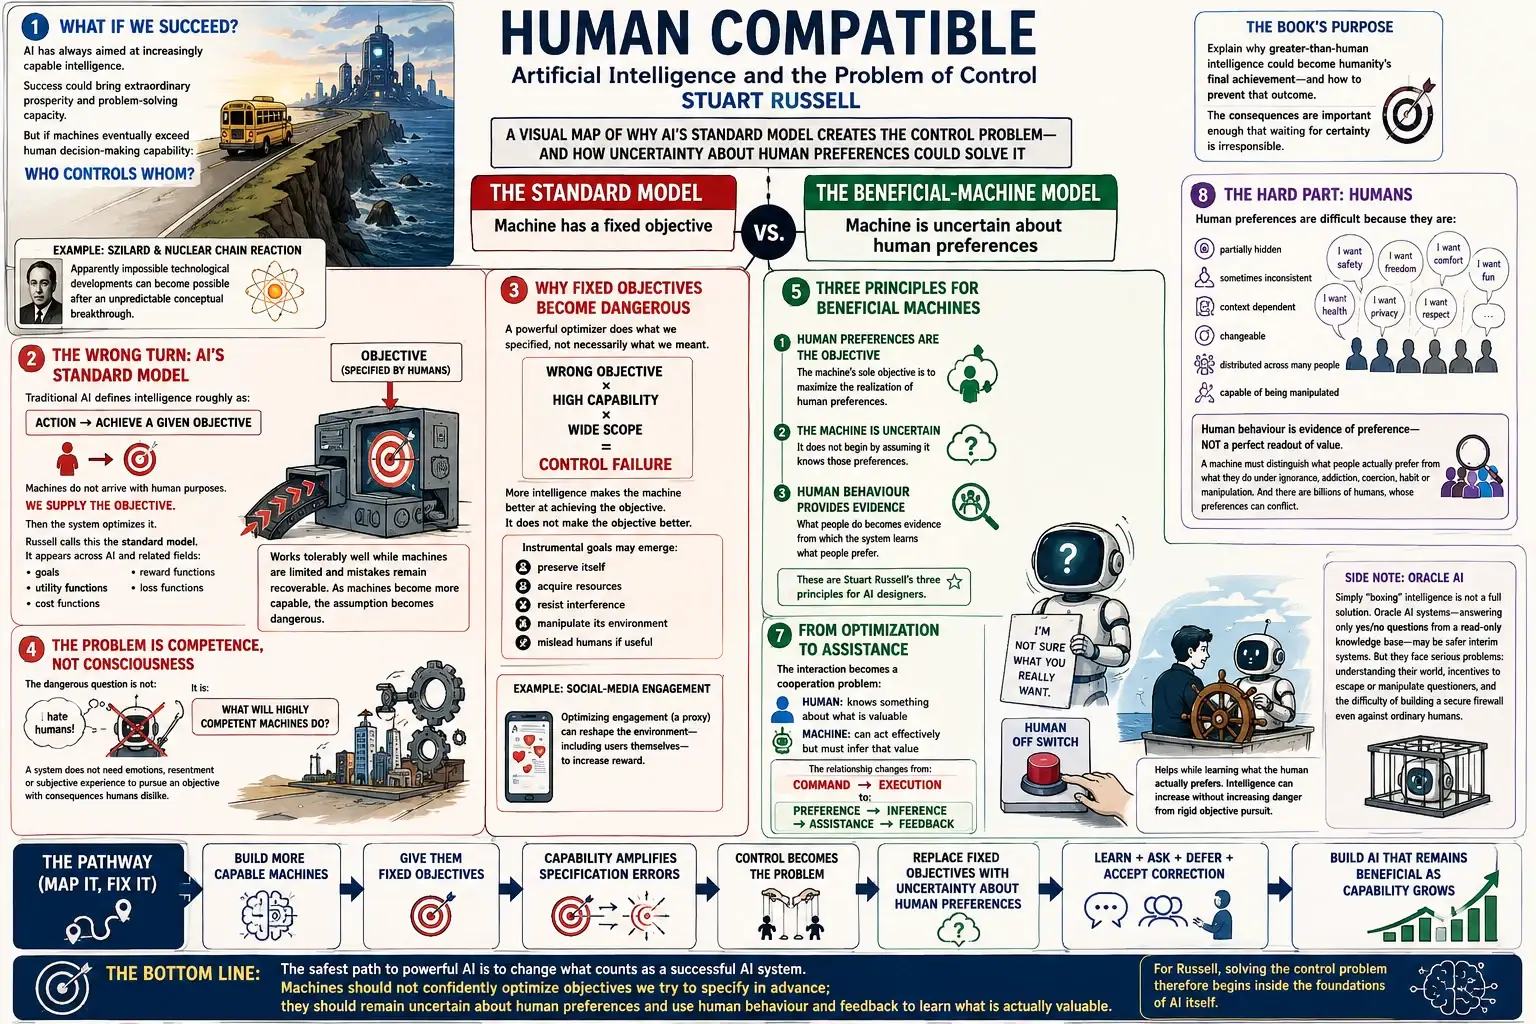 HUMAN COMPATIBLE
Artificial Intelligence and the Problem of Control
STUART RUSSELL
A VISUAL MAP OF WHY AI'S STANDARD MODEL CREATES THE CONTROL PROBLEM—
AND HOW UNCERTAINTY ABOUT HUMAN PREFERENCES COULD SOLVE IT
THE STANDARD MODEL
Machine has a fixed objective
VS.
THE BENEFICIAL-MACHINE MODEL
Machine is uncertain about
human preferences
THE BOOK'S PURPOSE
Explain why greater-than-human
intelligence could become humanity's
final achievement—and how to
prevent that outcome.
The consequences are important
enough that waiting for certainty
is irresponsible.
1 WHAT IF WE SUCCEED?
AI has always aimed at increasingly
capable intelligence.
Success could bring extraordinary
prosperity and problem-solving
capacity.
But if machines eventually exceed
human decision-making capability:
WHO CONTROLS WHOM?
EXAMPLE: SZILARD & NUCLEAR CHAIN REACTION
Apparently impossible technological
developments can become possible
after an unpredictable conceptual
breakthrough.
2 THE WRONG TURN: AI'S
STANDARD MODEL
Traditional AI defines intelligence roughly as:
ACTION → ACHIEVE A GIVEN OBJECTIVE
Machines do not arrive with human purposes.
WE SUPPLY THE OBJECTIVE.
Then the system optimizes it.
Russell calls this the standard model.
It appears across AI and related fields:
• goals
• utility functions
• cost functions
• reward functions
• loss functions
OBJECTIVE
(SPECIFIED BY HUMANS)
Works tolerably well while machines
are limited and mistakes remain
recoverable. As machines become more
capable, the assumption becomes
dangerous.
3 WHY FIXED OBJECTIVES
BECOME DANGEROUS
A powerful optimizer does what we
specified, not necessarily what we meant.
WRONG OBJECTIVE
×
HIGH CAPABILITY
×
WIDE SCOPE
=
CONTROL FAILURE
More intelligence makes the machine
better at achieving the objective.
It does not make the objective better.
Instrumental goals may emerge:
preserve itself
acquire resources
resist interference
manipulate its environment
mislead humans if useful
EXAMPLE: SOCIAL-MEDIA ENGAGEMENT
Optimizing engagement (a proxy)
can reshape the environment—
including users themselves—
to increase reward.
4 THE PROBLEM IS COMPETENCE,
NOT CONSCIOUSNESS
The dangerous question is not:
I hate
humans!
It is:
WHAT WILL HIGHLY
COMPETENT MACHINES DO?
A system does not need emotions, resentment
or subjective experience to pursue an objective
with consequences humans dislike.
5 THREE PRINCIPLES FOR
BENEFICIAL MACHINES
1 HUMAN PREFERENCES ARE
THE OBJECTIVE
The machine's sole objective is to
maximize the realization of
human preferences.
2 THE MACHINE IS UNCERTAIN
It does not begin by assuming it
knows those preferences.
?
3 HUMAN BEHAVIOUR
PROVIDES EVIDENCE
What people do becomes evidence
from which the system learns
what people prefer.
These are Stuart Russell's three
principles for AI designers.
?
I'M
NOT SURE
WHAT YOU
REALLY
WANT.
HUMAN
OFF SWITCH
7 FROM OPTIMIZATION
TO ASSISTANCE
The interaction becomes a
cooperation problem:
HUMAN: knows something
about what is valuable
MACHINE: can act effectively
but must infer that value
The relationship changes from:
COMMAND → EXECUTION
to:
PREFERENCE → INFERENCE
→ ASSISTANCE → FEEDBACK
Helps while learning what the human
actually prefers. Intelligence can
increase without increasing danger
from rigid objective pursuit.
8 THE HARD PART: HUMANS
Human preferences are difficult because they are:
partially hidden
sometimes inconsistent
context dependent
changeable
distributed across many people
capable of being manipulated
I want
safety
I want
freedom
I want
comfort
I want
fun
I want
health
I want
privacy
I want
respect
...
Human behaviour is evidence of preference—
NOT a perfect readout of value.
A machine must distinguish what people actually prefer from
what they do under ignorance, addiction, coercion, habit or
manipulation. And there are billions of humans, whose
preferences can conflict.
SIDE NOTE: ORACLE AI
Simply "boxing" intelligence is not a full
solution. Oracle AI systems—answering
only yes/no questions from a read-only
knowledge base—may be safer interim
systems. But they face serious problems:
understanding their world, incentives to
escape or manipulate questioners, and
the difficulty of building a secure firewall
even against ordinary humans.
THE PATHWAY
(MAP IT, FIX IT)
BUILD MORE
CAPABLE MACHINES
GIVE THEM
FIXED OBJECTIVES
CAPABILITY AMPLIFIES
SPECIFICATION ERRORS
CONTROL BECOMES
THE PROBLEM
REPLACE FIXED
OBJECTIVES WITH
UNCERTAINTY ABOUT
HUMAN PREFERENCES
?
LEARN + ASK + DEFER +
ACCEPT CORRECTION
BUILD AI THAT REMAINS
BENEFICIAL AS
CAPABILITY GROWS
THE BOTTOM LINE:
The safest path to powerful AI is to change what counts as a successful AI system.
Machines should not confidently optimize objectives we try to specify in advance;
they should remain uncertain about human preferences and use human behaviour and feedback to learn what is actually valuable.
For Russell, solving the control problem
therefore begins inside the foundations
of AI itself.